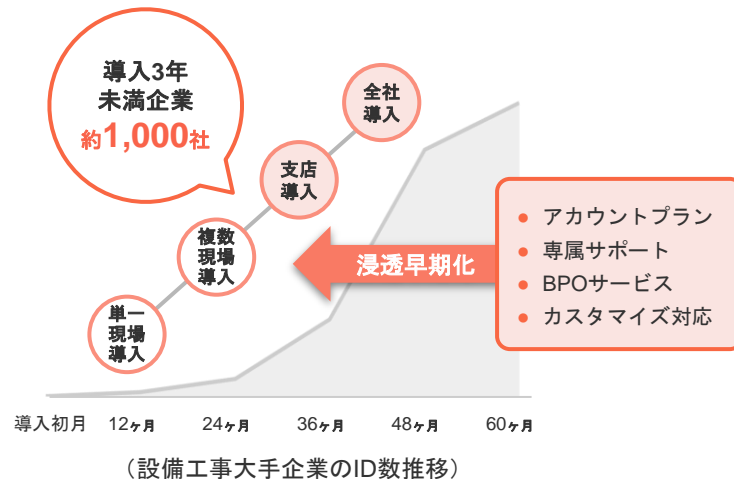 導入3年
未満企業
約1,000社
全社
導入
支店
導入
複数
現場
導入
単一
現場
導入
浸透早期化
● アカウントプラン
● 専属サポート
● BPOサービス
● カスタマイズ対応
導入初月 12ヶ月 24ヶ月 36ヶ月 48ヶ月 60ヶ月
（設備工事大手企業のID数推移）